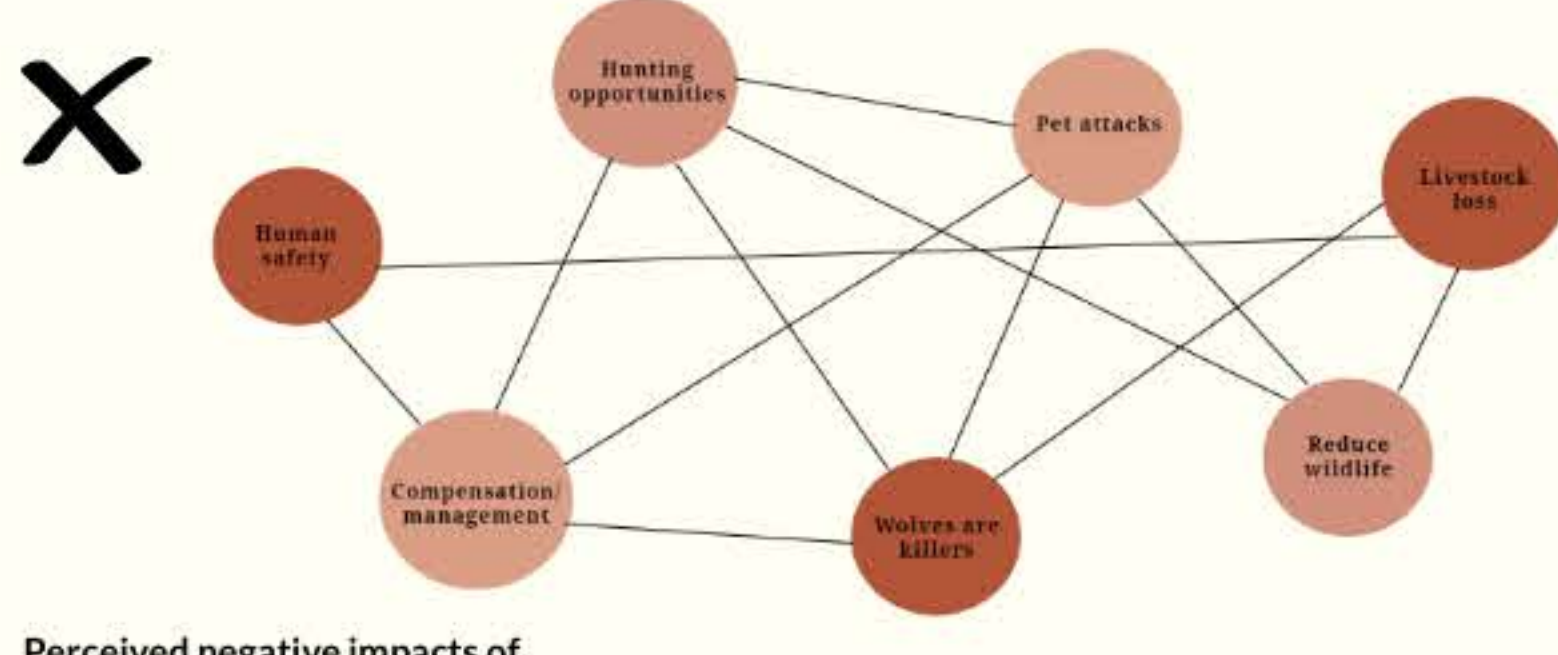 Hunting
opportunities
Pet attacks
Livestock
loss
Human
safety
Reduce
wildlife
Compensation/
management
Wolves are
killers
Perceived negative impacts of